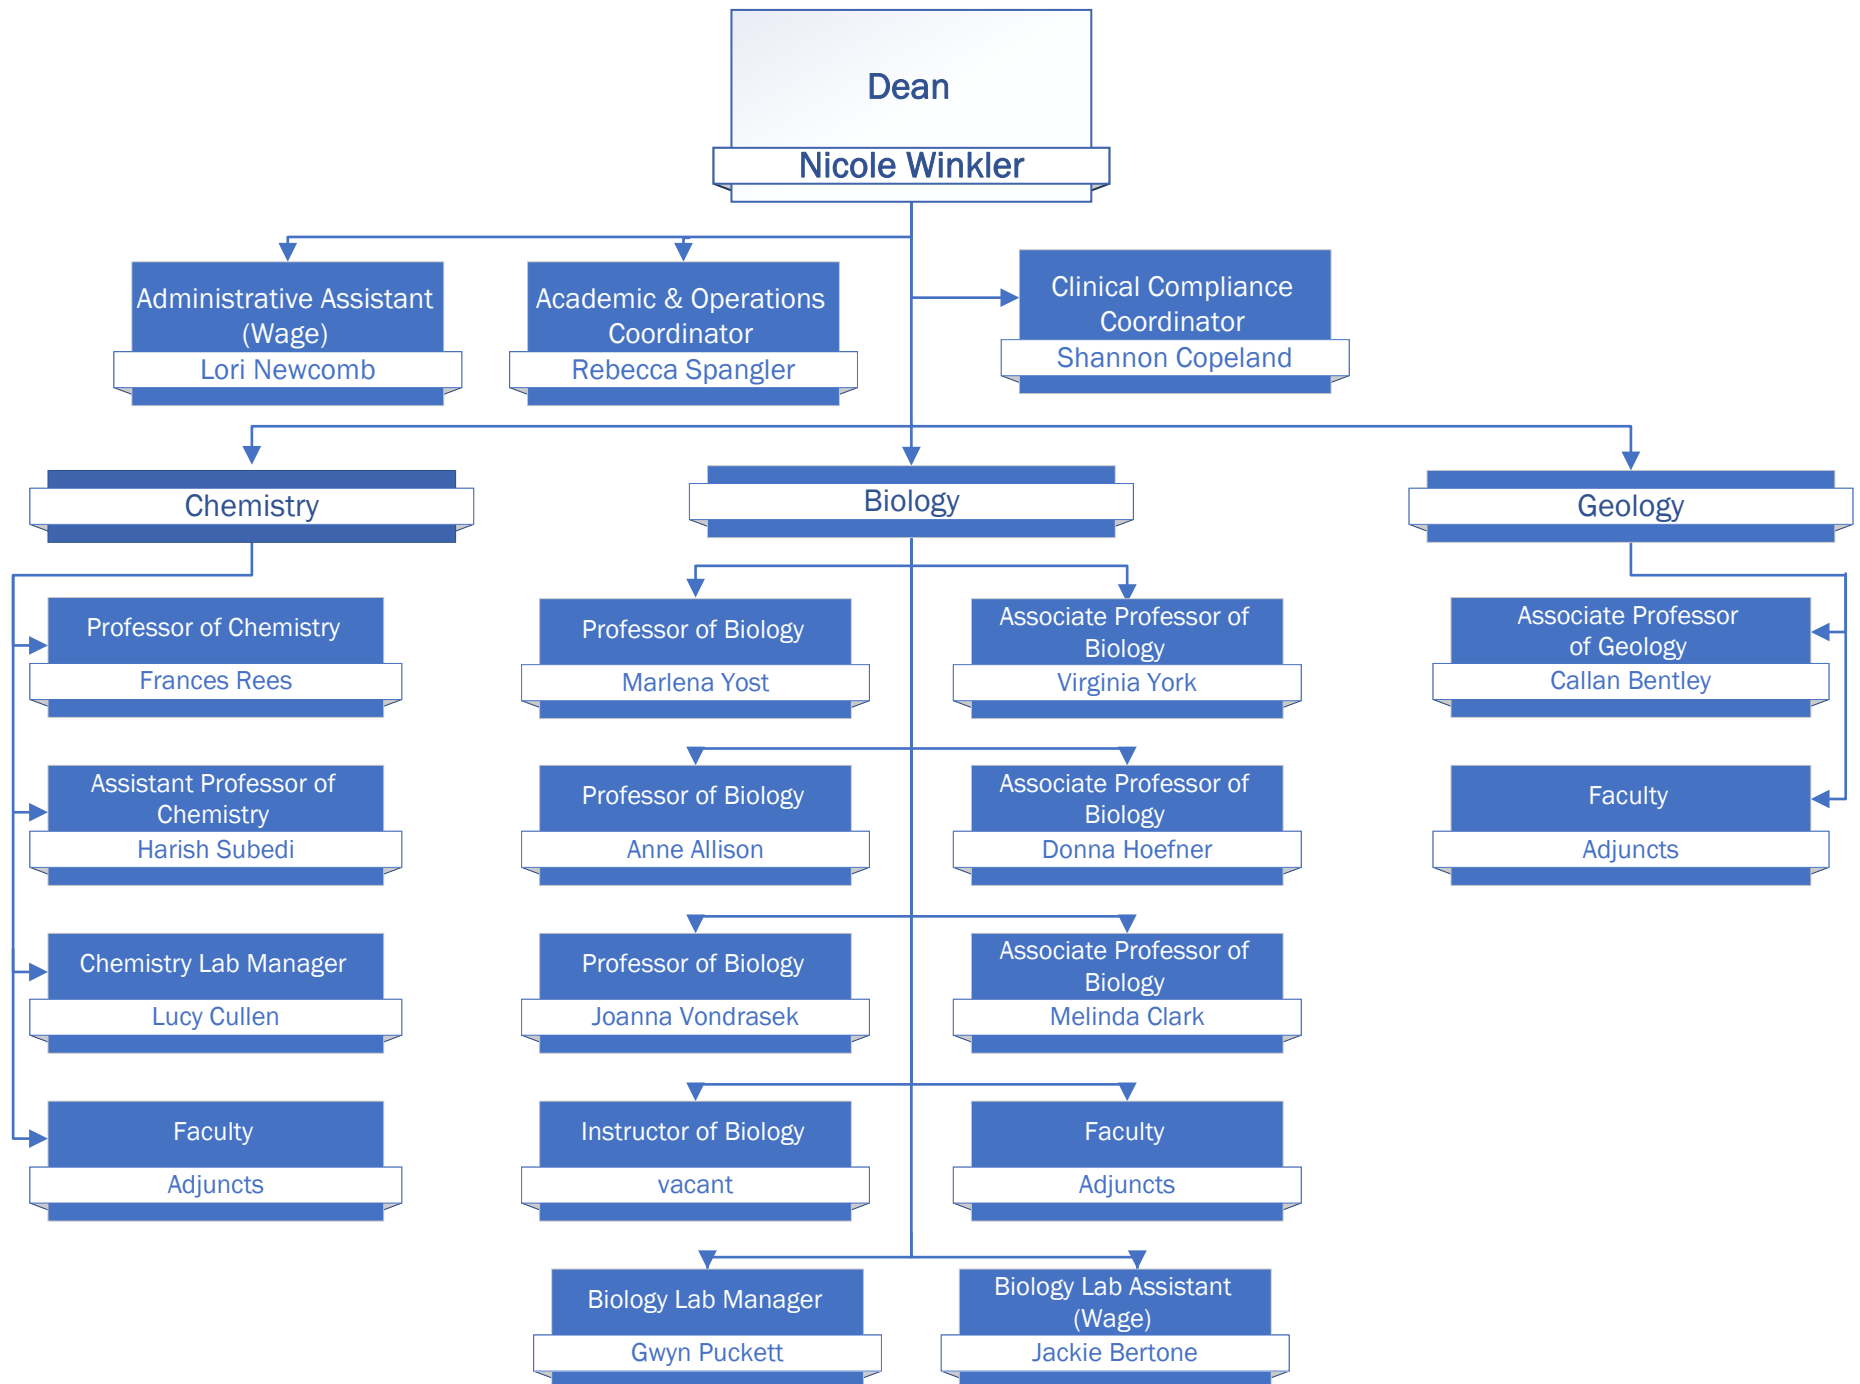 Dean
Nicole Winkler
Administrative Assistant
(Wage)
Lori Newcomb
Academic & Operations
Coordinator
Rebecca Spangler
Clinical Compliance
Coordinator
Shannon Copeland
Chemistry
Biology
Geology
Professor of Chemistry
Frances Rees
Assistant Professor of
Chemistry
Harish Subedi
Chemistry Lab Manager
Lucy Cullen
Faculty
Adjuncts
Professor of Biology
Marlena Yost
Associate Professor of
Biology
Virginia York
Professor of Biology
Anne Allison
Associate Professor of
Biology
Donna Hoefner
Professor of Biology
Joanna Vondrasek
Associate Professor of
Biology
Melinda Clark
Instructor of Biology
vacant
Faculty
Adjuncts
Biology Lab Manager
Gwyn Puckett
Biology Lab Assistant
(Wage)
Jackie Bertone
Associate Professor
of Geology
Callan Bentley
Faculty
Adjuncts